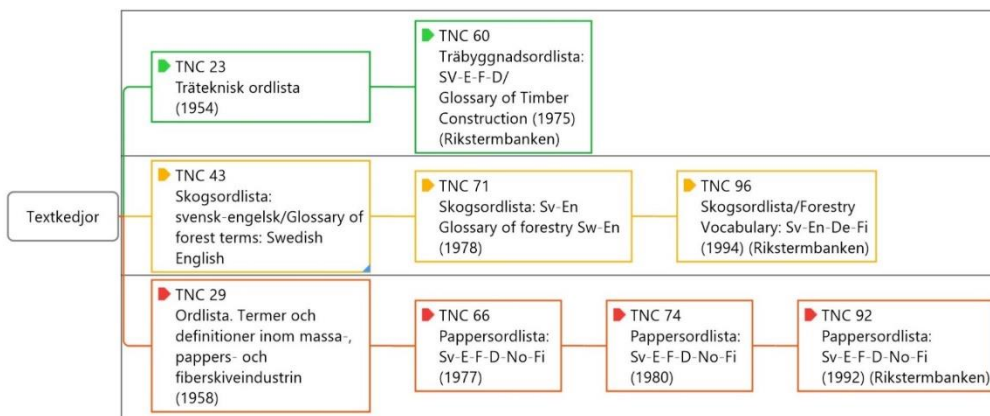 Textkedjor
TNC 23
Träteknisk ordlista
(1954)
TNC 60
Träbyggnadsordlista:
SV-E-F-D/
Glossary of Timber
Construction (1975)
(Rikstermbanken)
TNC 43
Skogsordlista:
svensk-engelsk/Glossary of
forest terms: Swedish
English
TNC 71
Skogsordlista: Sv-En
Glossary of forestry Sw-En
(1978)
TNC 96
Skogsordlista/Forestry
Vocabulary: Sv-En-De-Fi
(1994) (Rikstermbanken)
TNC 29
Ordlista. Termer och
definitioner inom massa-,
pappers- och
fiberskiveindustrin
(1958)
TNC 66
Pappersordlista:
Sv-E-F-D-No-Fi
(1977)
TNC 74
Pappersordlista:
Sv-E-F-D-No-Fi
(1980)
TNC 92
Pappersordlista:
Sv-E-F-D-No-Fi
(1992) (Rikstermbanken)